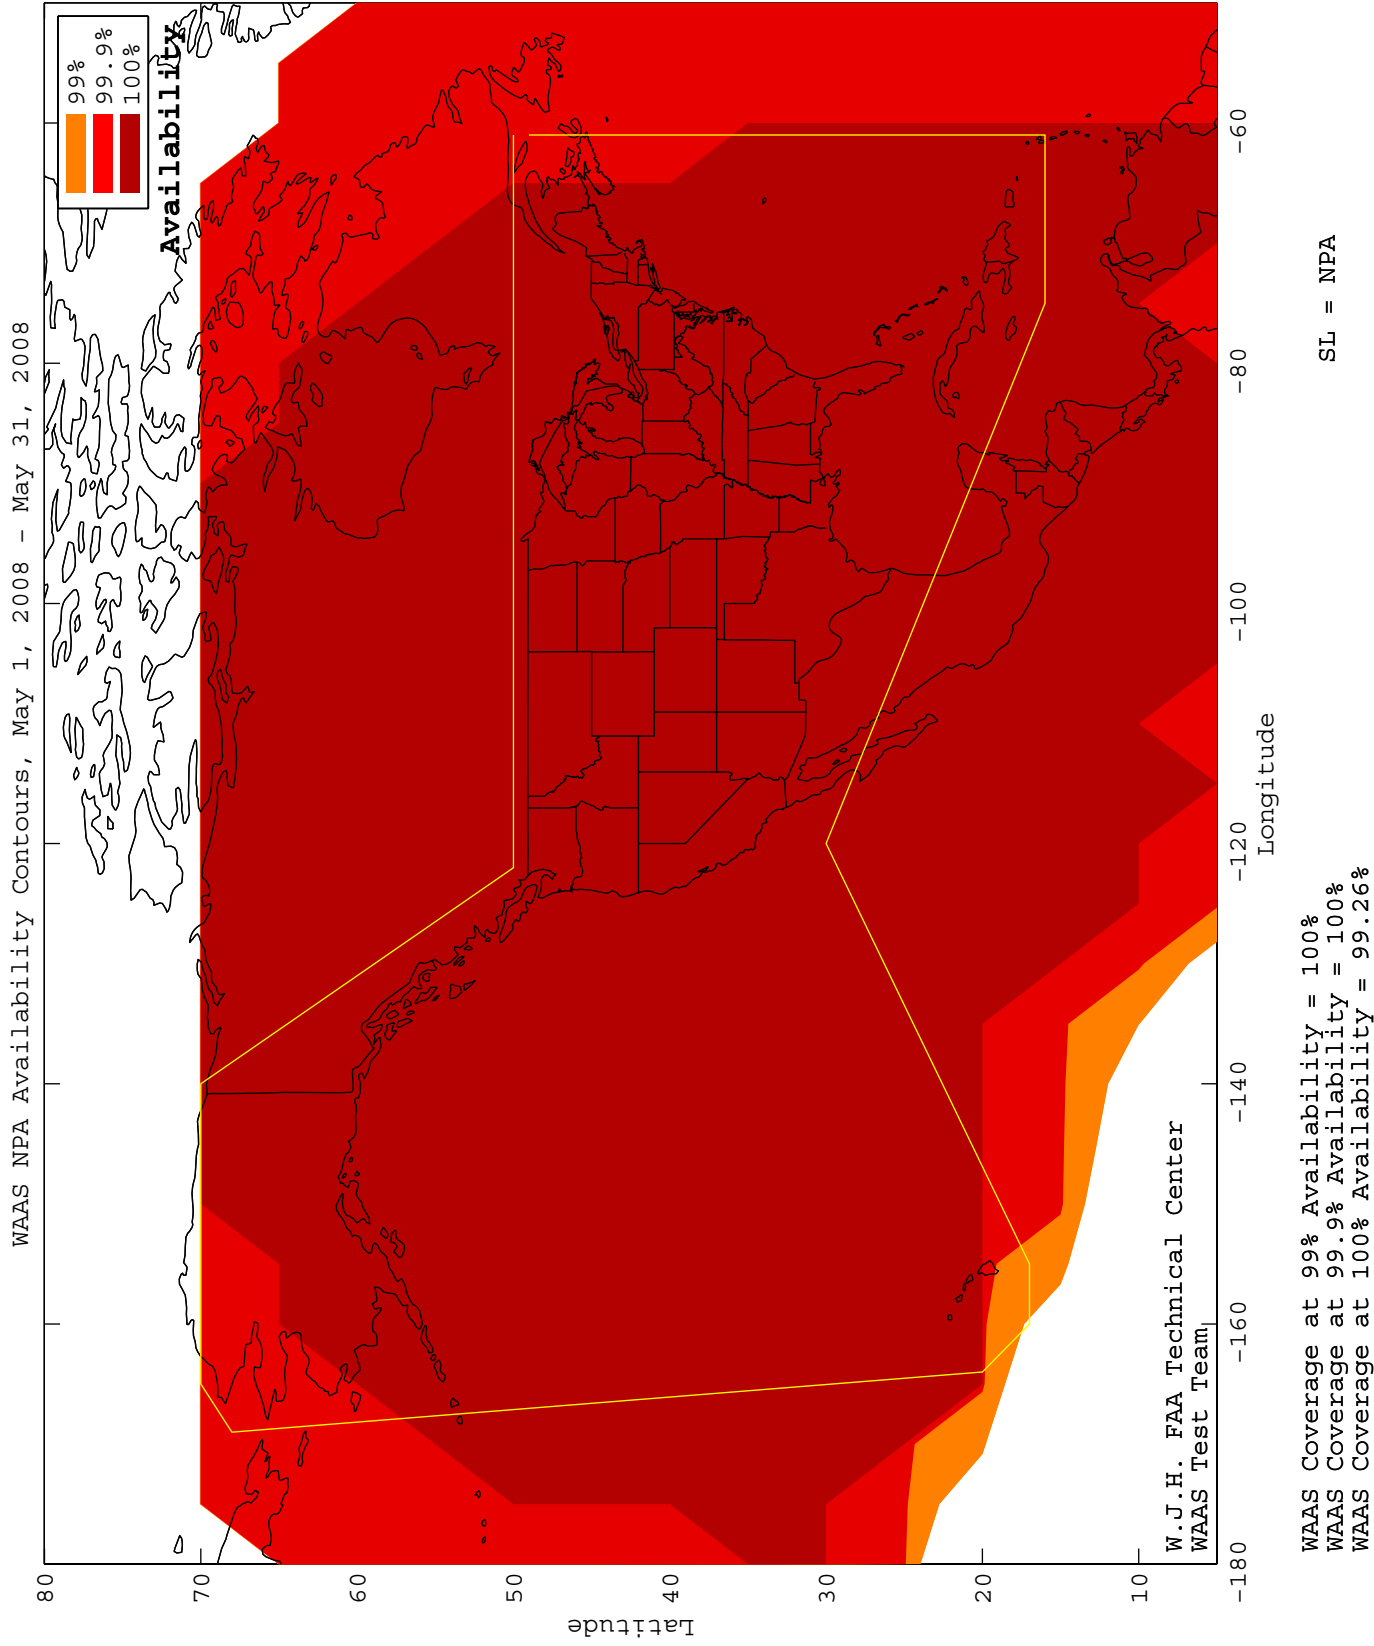 WAAS NPA Availability Contours, May 1, 2008 - May 31, 2008
99%
99.9%
100%
Availability
80
70
60
50
40
30
20
10
Latitude
-180
-160
-140
-120
-100
-80
-60
Longitude
W.J.H. FAA Technical Center
WAAS Test Team
SL = NPA
WAAS Coverage at 99% Availability = 100%
WAAS Coverage at 99.9% Availability = 100%
WAAS Coverage at 100% Availability = 99.26%